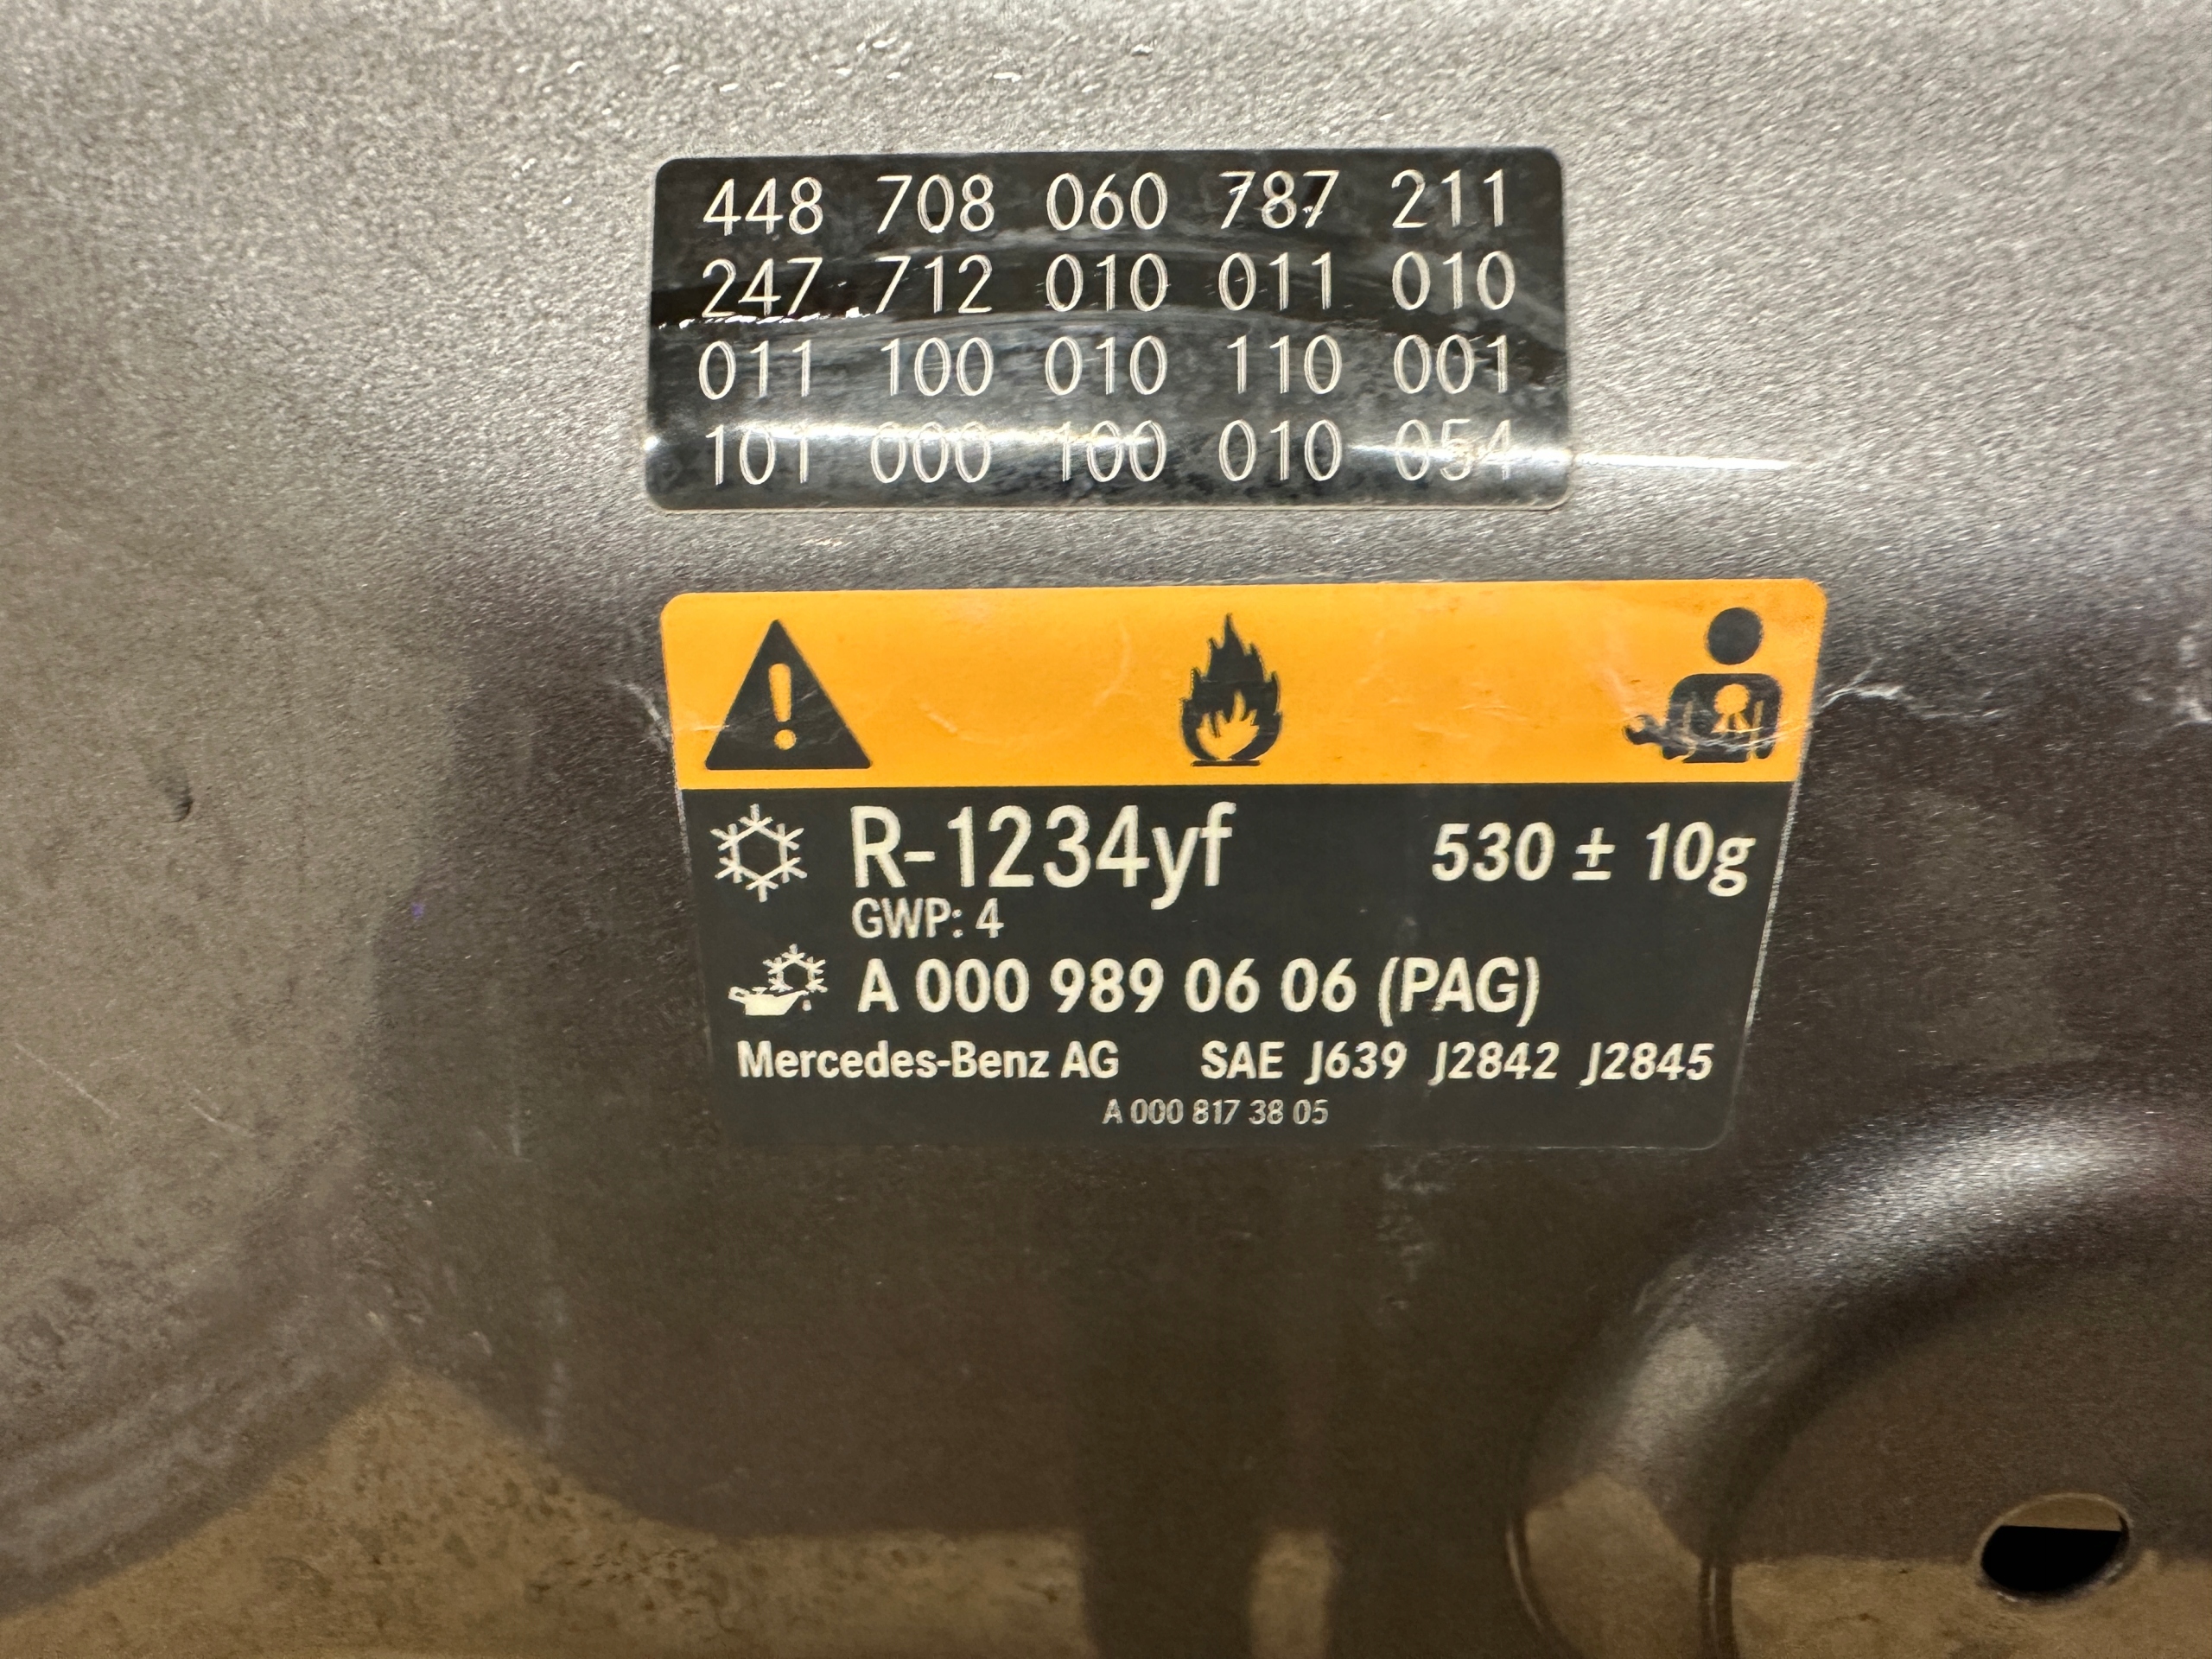 448 708 060 787 211
247 712 010 011 010
011 100 010 110 001
101 000 100 010 054
R-1234yf 530 ± 10g
GWP: 4
A 000 989 06 06 (PAG)
Mercedes-Benz AG SAE J639 J2842 J2845
A 000 817 38 05